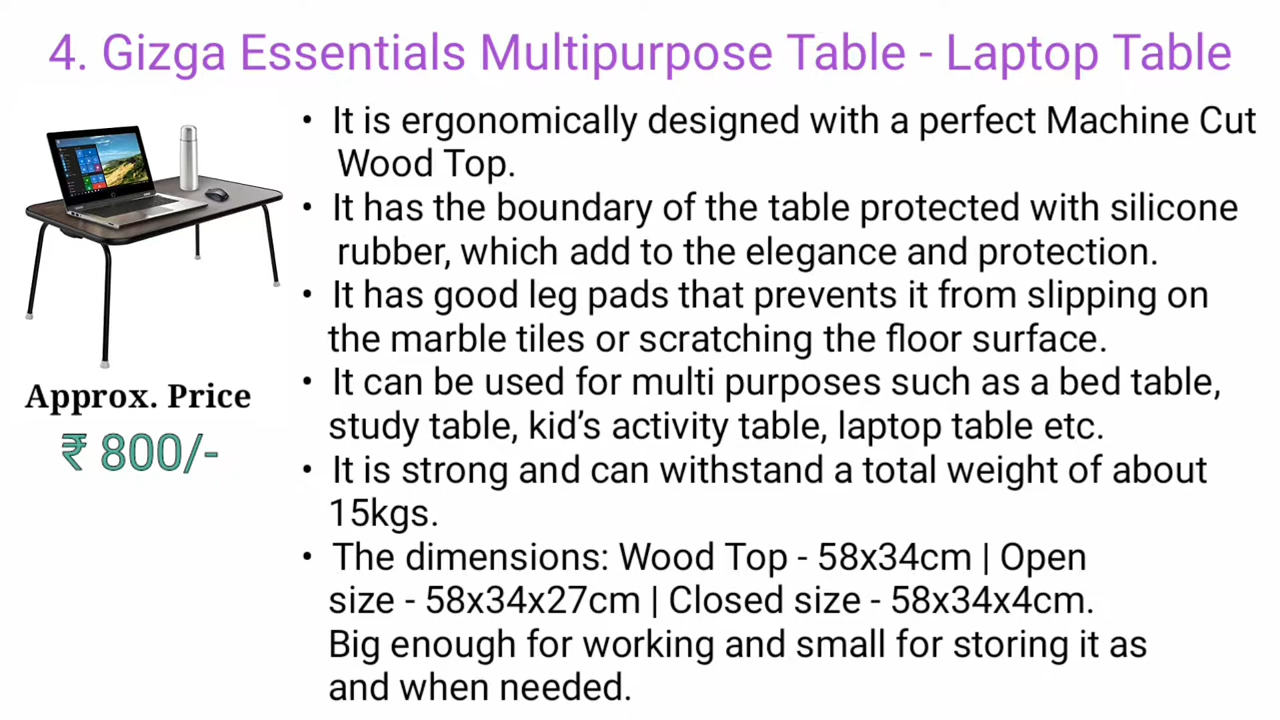 4. Gizga Essentials Multipurpose Table - Laptop Table
• It is ergonomically designed with a perfect Machine Cut
Wood Top.
• It has the boundary of the table protected with silicone
rubber, which add to the elegance and protection.
• It has good leg pads that prevents it from slipping on
the marble tiles or scratching the floor surface.
• It can be used for multi purposes such as a bed table,
study table, kid's activity table, laptop table etc.
• It is strong and can withstand a total weight of about
15kgs.
• The dimensions: Wood Top - 58x34cm | Open
size - 58x34x27cm | Closed size - 58x34x4cm.
Big enough for working and small for storing it as
and when needed.
Approx. Price
₹ 800/-